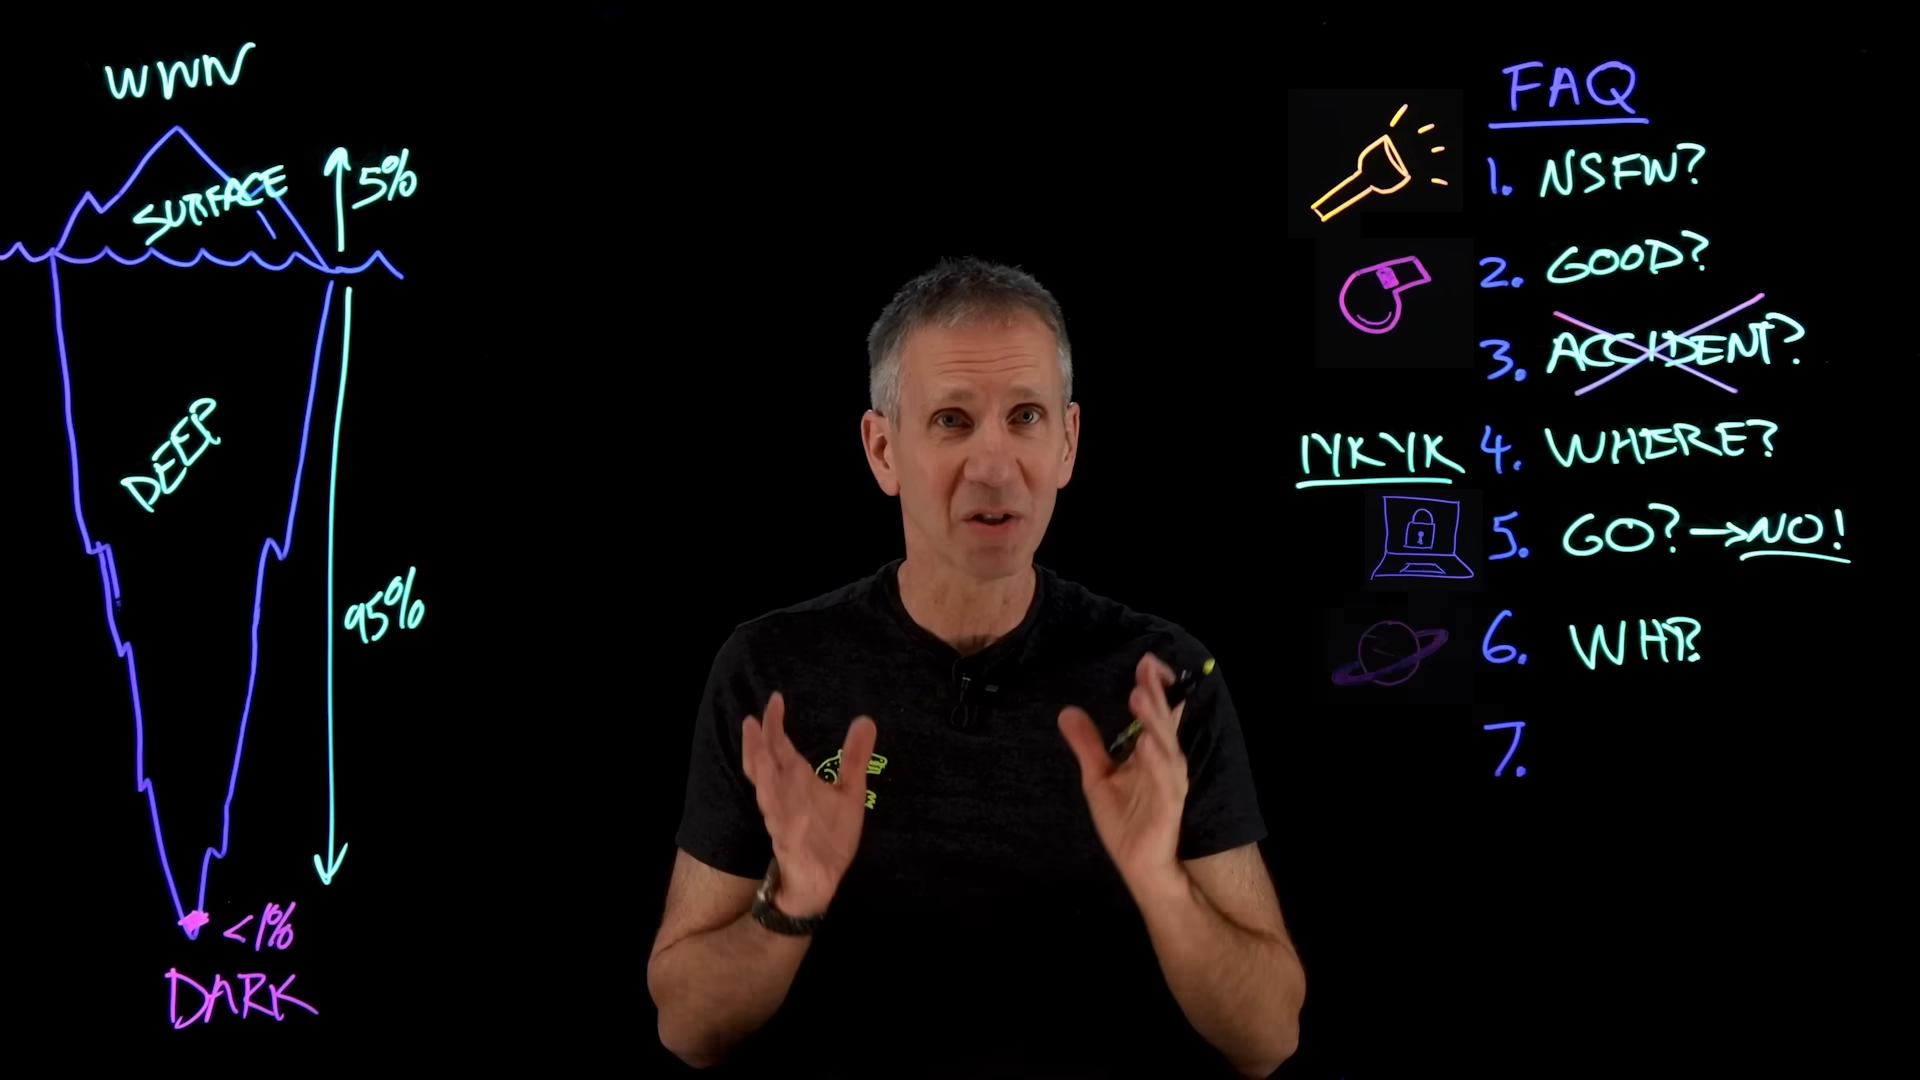 WWW
SURFACE
5%
DEEP
95%
<1%
DARK
FAQ
1. NSFW?
2. GOOD?
3. ACCIDENT?
IYKYK
4. WHERE?
5. GO? → NO!
6. WHY?
7.